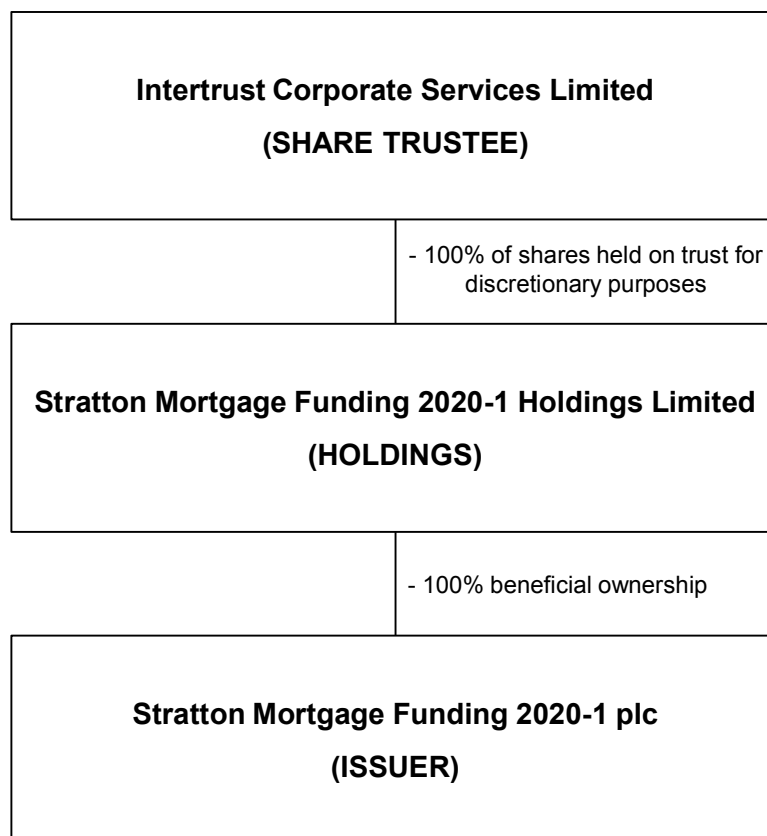 Intertrust Corporate Services Limited
(SHARE TRUSTEE)
- 100% of shares held on trust for
discretionary purposes
Stratton Mortgage Funding 2020-1 Holdings Limited
(HOLDINGS)
- 100% beneficial ownership
Stratton Mortgage Funding 2020-1 plc
(ISSUER)